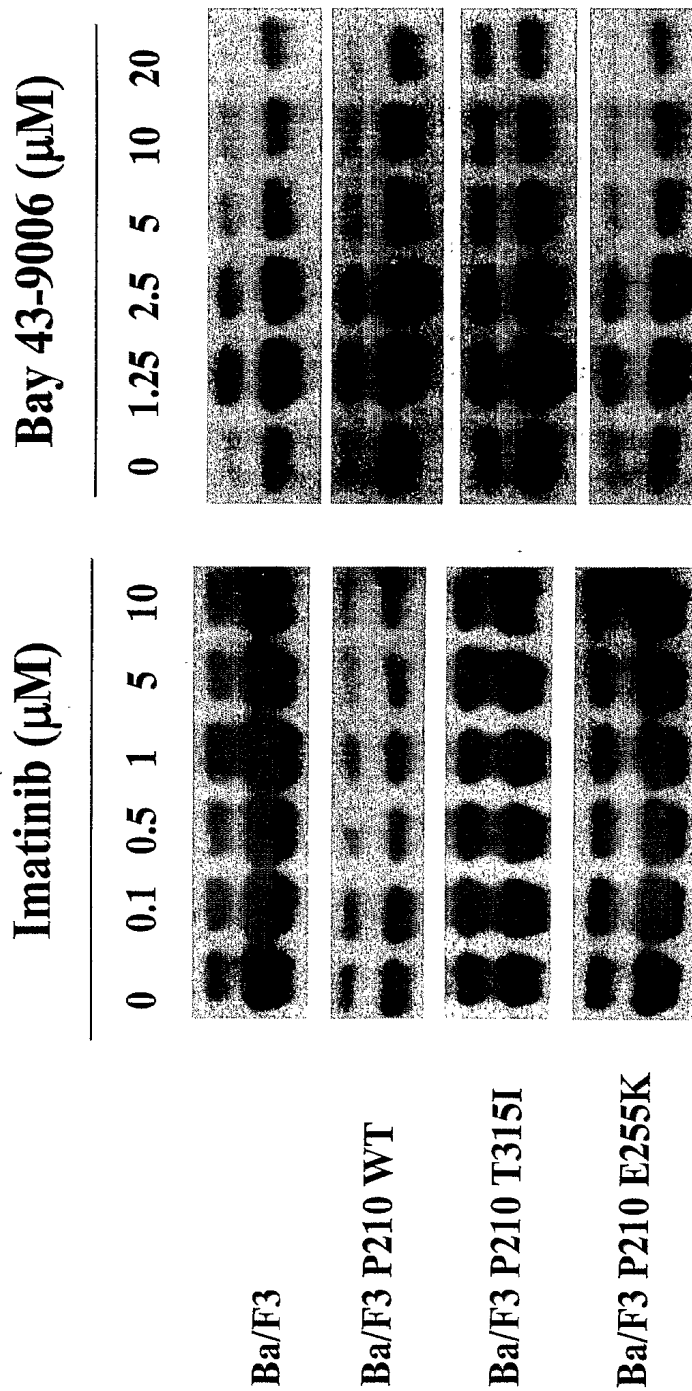 Imatinib (µM)
0 0.1 0.5 1 5 10
Bay 43-9006 (µM)
0 1.25 2.5 5 10 20
Ba/F3
Ba/F3 P210 WT
Ba/F3 P210 T315I
Ba/F3 P210 E255K